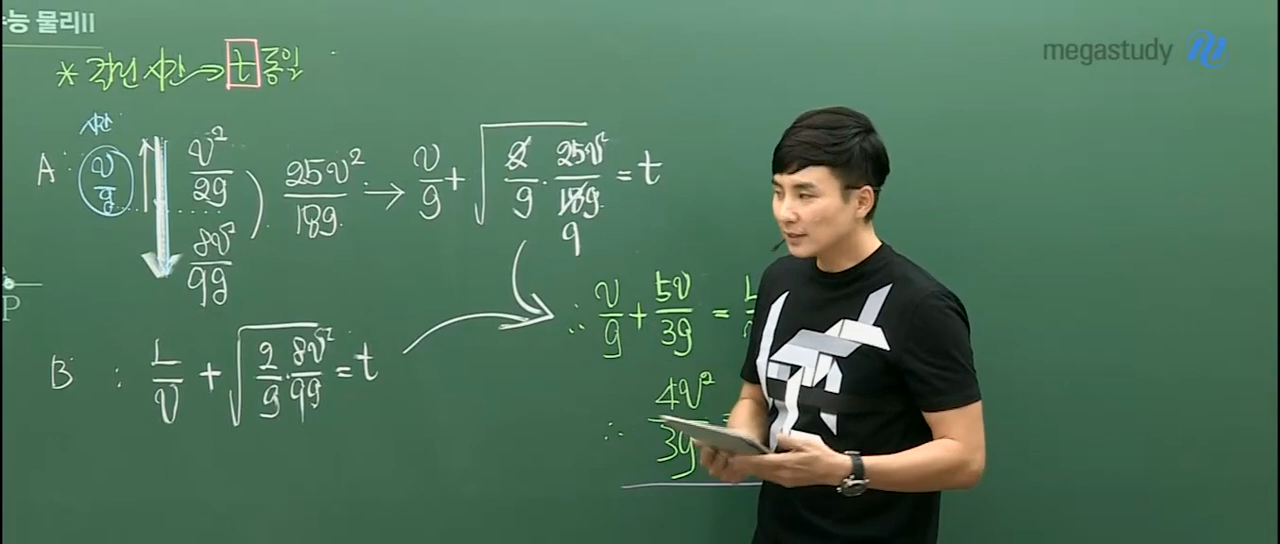 능 물리II
megastudy
* 걸린 시간 → t 동일
시간
A : v/g v²/2g ) 25v²/18g → v/g + √(2/g · 25v²/18g) = t
9
8v²/9g
P
∴ v/g + 5v/3g = L/
B : L/v + √(2/g · 8v²/9g) = t
∴ 4v²/3g =